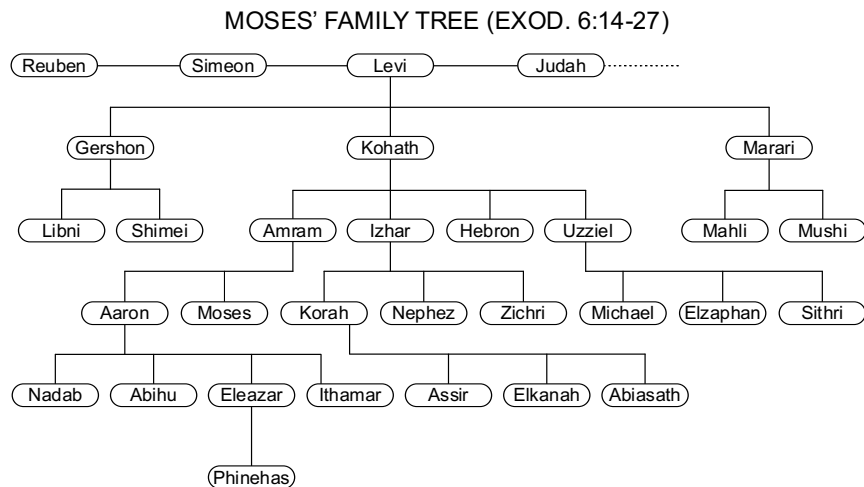 MOSES' FAMILY TREE (EXOD. 6:14-27)
Reuben Simeon Levi Judah
Gershon Kohath Marari
Libni Shimei Amram Izhar Hebron Uzziel Mahli Mushi
Aaron Moses Korah Nephez Zichri Michael Elzaphan Sithri
Nadab Abihu Eleazar Ithamar Assir Elkanah Abiasath
Phinehas